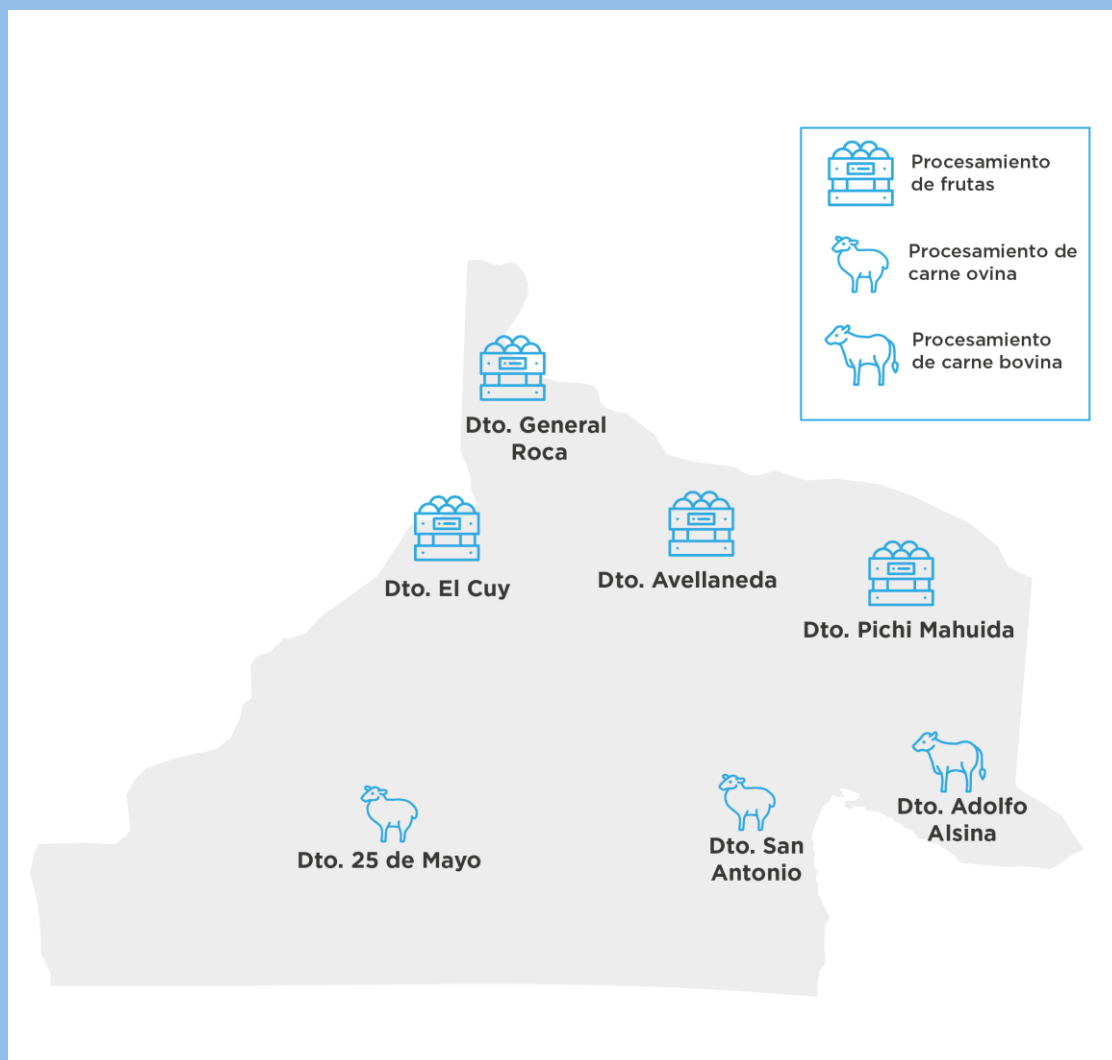 Procesamiento
de frutas
Procesamiento de
carne ovina
Procesamiento
de carne bovina
Dto. General
Roca
Dto. El Cuy
Dto. Avellaneda
Dto. Pichi Mahuida
Dto. Adolfo
Alsina
Dto. San
Antonio
Dto. 25 de Mayo